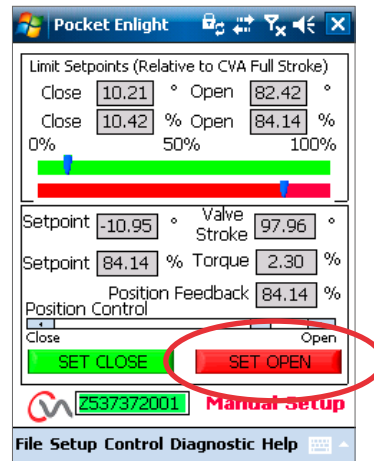 Pocket Enlight
Limit Setpoints (Relative to CVA Full Stroke)
Close 10.21 ° Open 82.42 °
Close 10.42 % Open 84.14 %
0% 50% 100%
Setpoint -10.95 ° Valve Stroke 97.96 °
Setpoint 84.14 % Torque 2.30 %
Position Feedback 84.14 %
Position Control
Close Open
SET CLOSE SET OPEN
CVA Z537372001 Manual Setup
File Setup Control Diagnostic Help